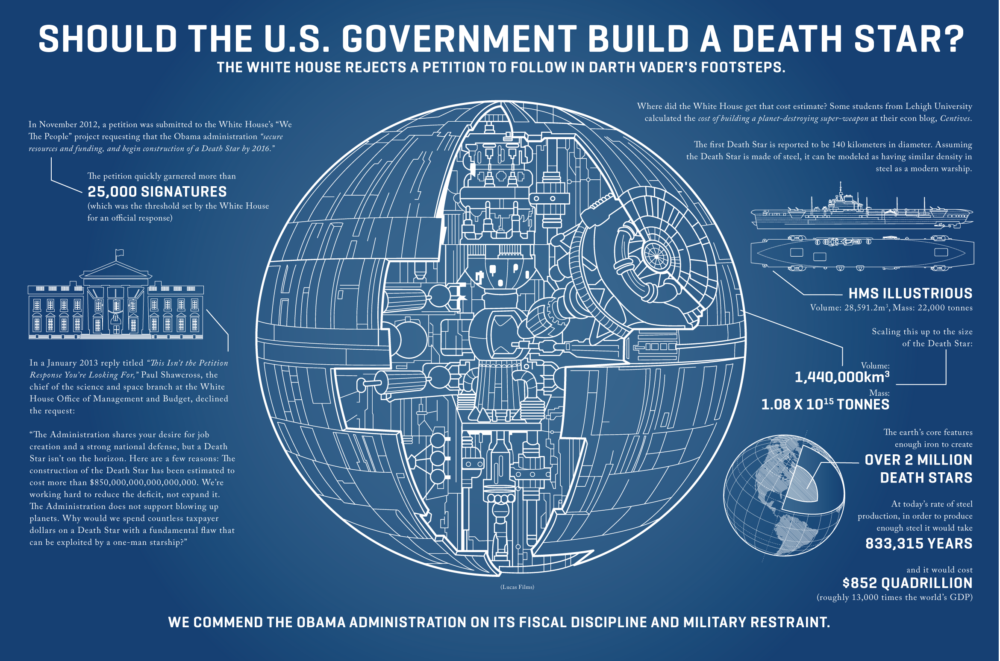 SHOULD THE U.S. GOVERNMENT BUILD A DEATH STAR?
THE WHITE HOUSE REJECTS A PETITION TO FOLLOW IN DARTH VADER'S FOOTSTEPS.
In November 2012, a petition was submitted to the White House’s “We
The People” project requesting that the Obama administration “secure
resources and funding, and begin construction of a Death Star by 2016.”
The petition quickly garnered more than
25,000 SIGNATURES
(which was the threshold set by the White House
for an official response)
In a January 2013 reply titled “This Isn’t the Petition
Response You’re Looking For,” Paul Shawcross, the
chief of the science and space branch at the White
House Office of Management and Budget, declined
the request:
“The Administration shares your desire for job
creation and a strong national defense, but a Death
Star isn’t on the horizon. Here are a few reasons: The
construction of the Death Star has been estimated to
cost more than $850,000,000,000,000,000. We’re
working hard to reduce the deficit, not expand it.
The Administration does not support blowing up
planets. Why would we spend countless taxpayer
dollars on a Death Star with a fundamental flaw that
can be exploited by a one-man starship?”
Where did the White House get that cost estimate? Some students from Lehigh University
calculated the cost of building a planet-destroying super-weapon at their econ blog, Centives.
The first Death Star is reported to be 140 kilometers in diameter. Assuming
the Death Star is made of steel, it can be modeled as having similar density in
steel as a modern warship.
HMS ILLUSTRIOUS
Volume: 28,591.2m³, Mass: 22,000 tonnes
Scaling this up to the size
of the Death Star:
Volume:
1,440,000km³
Mass:
1.08 X 10¹⁵ TONNES
The earth’s core features
enough iron to create
OVER 2 MILLION
DEATH STARS
At today’s rate of steel
production, in order to produce
enough steel it would take
833,315 YEARS
and it would cost
$852 QUADRILLION
(roughly 13,000 times the world’s GDP)
(Lucas Films)
WE COMMEND THE OBAMA ADMINISTRATION ON ITS FISCAL DISCIPLINE AND MILITARY RESTRAINT.